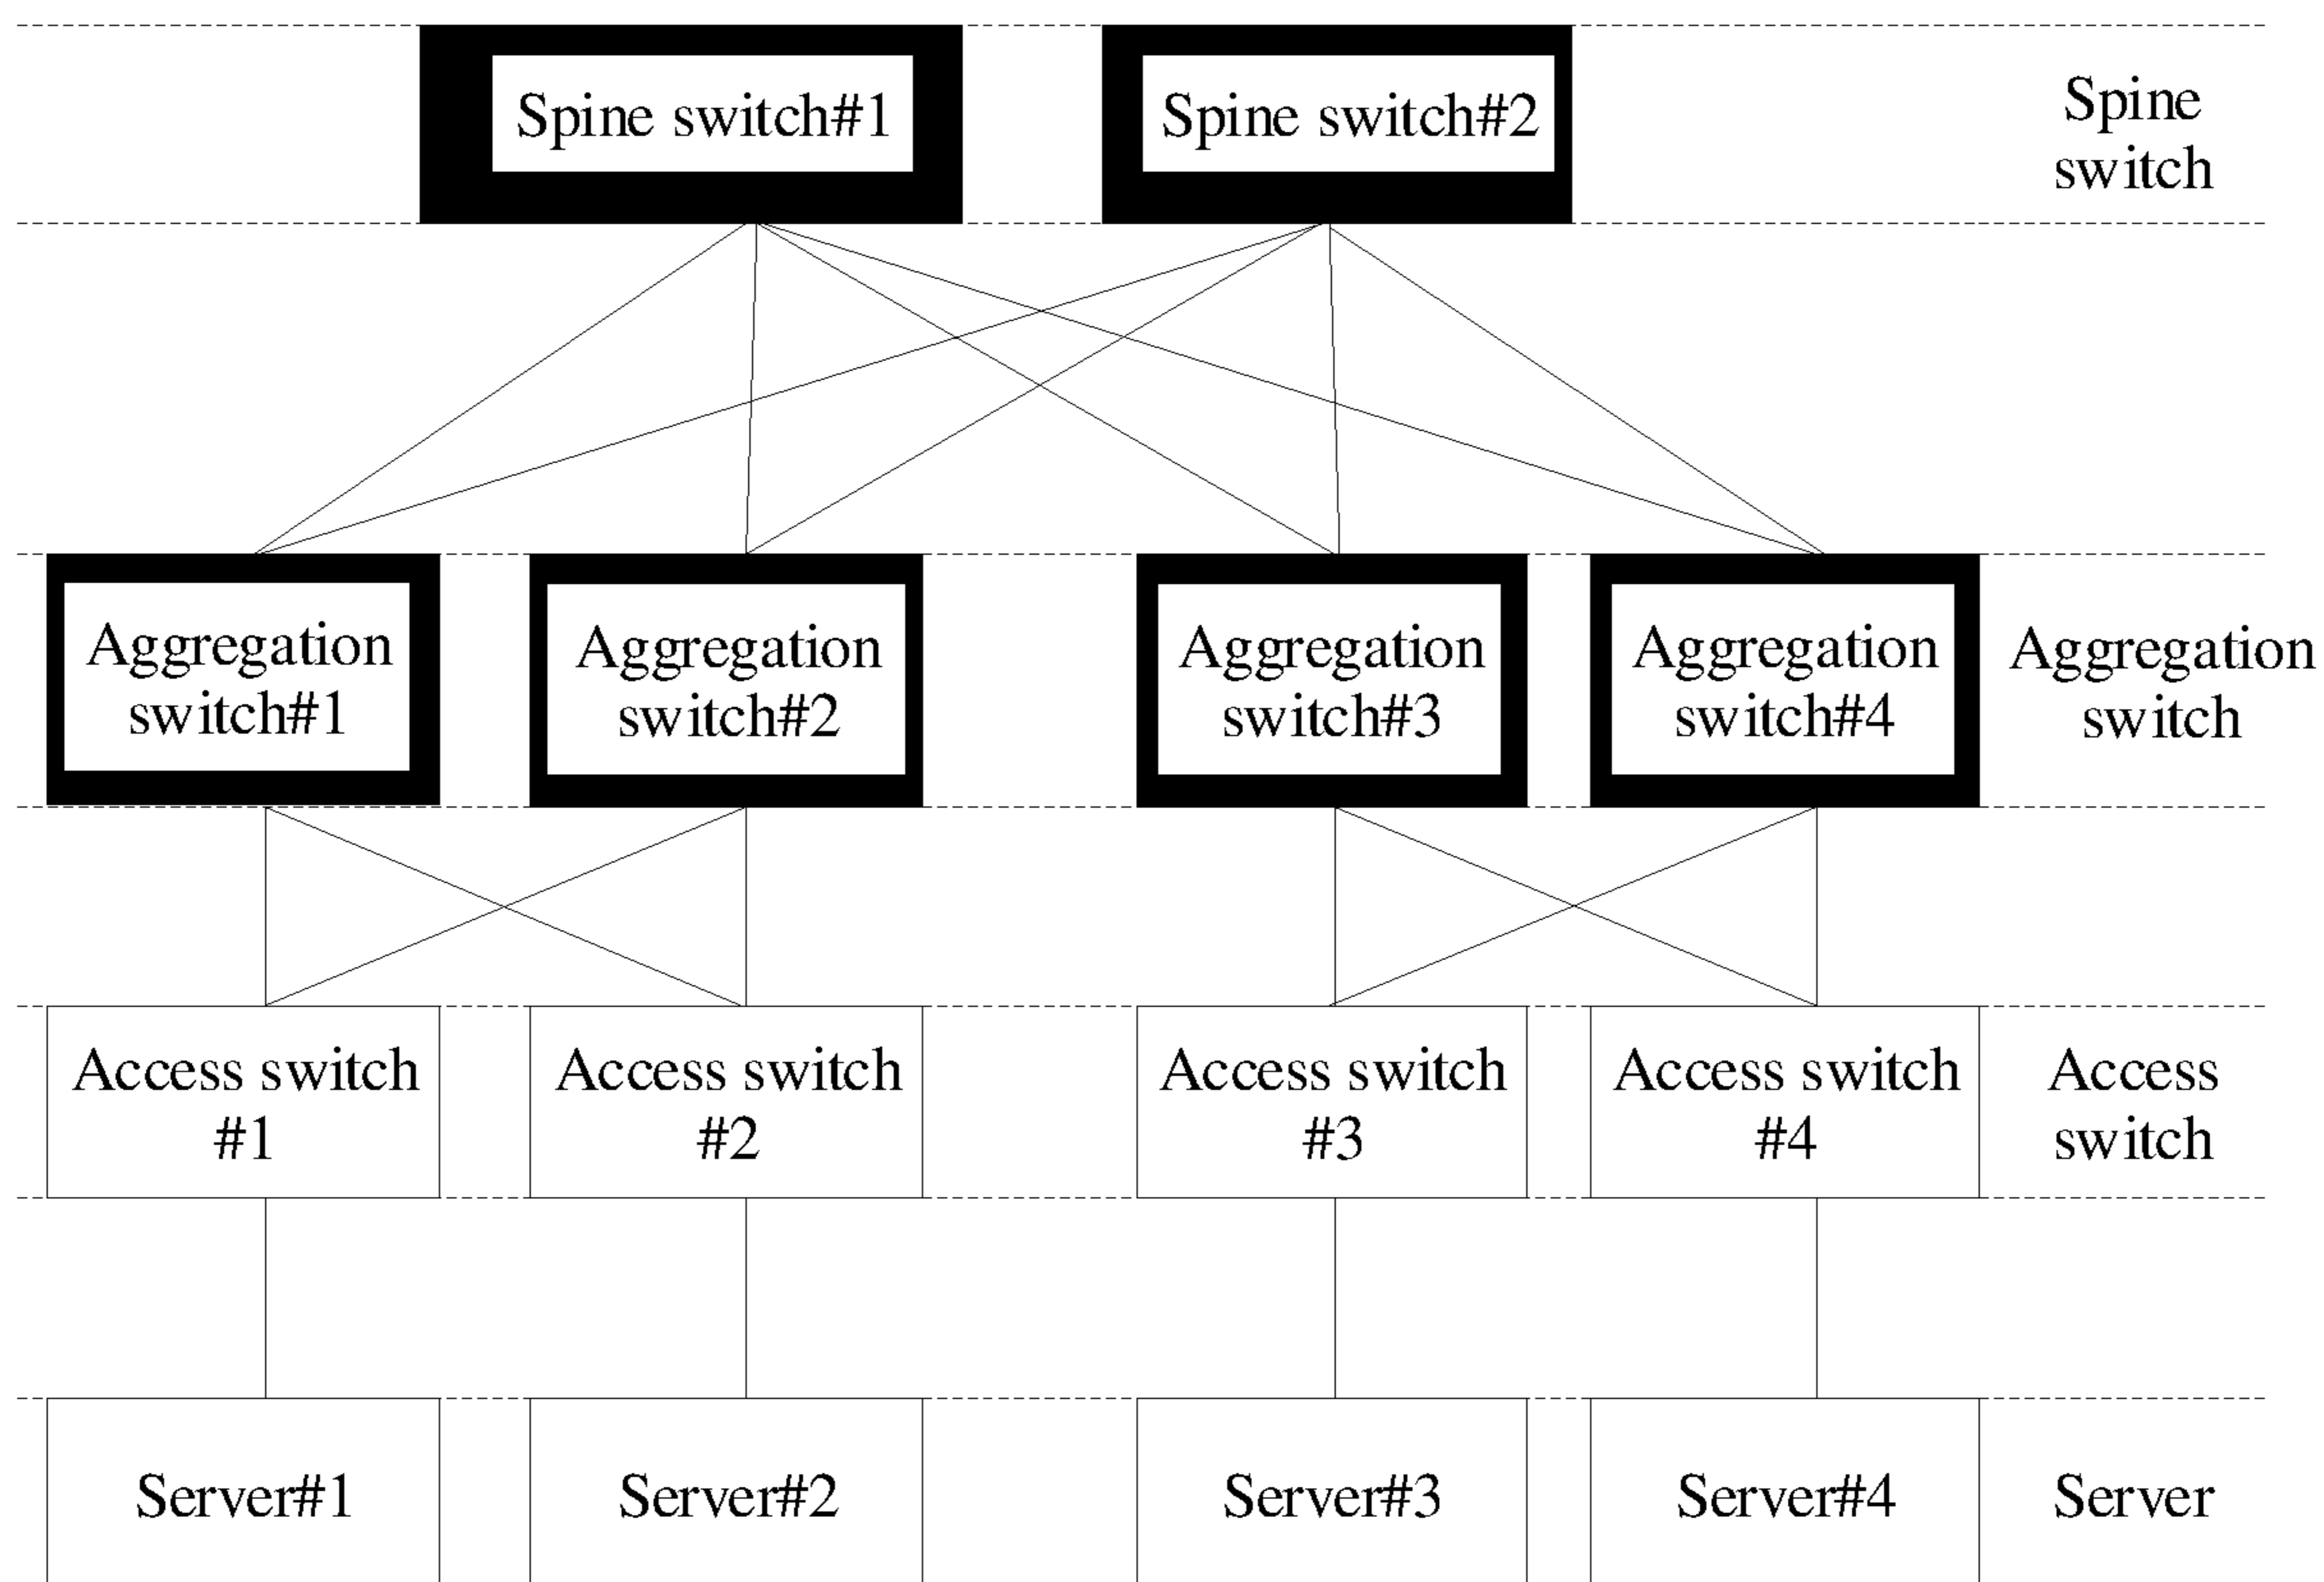 Spine switch#1
Spine switch#2
Spine
switch
Aggregation
switch#1
Aggregation
switch#2
Aggregation
switch#3
Aggregation
switch#4
Aggregation
switch
Access switch
#1
Access switch
#2
Access switch
#3
Access switch
#4
Access
switch
Server#1
Server#2
Server#3
Server#4
Server